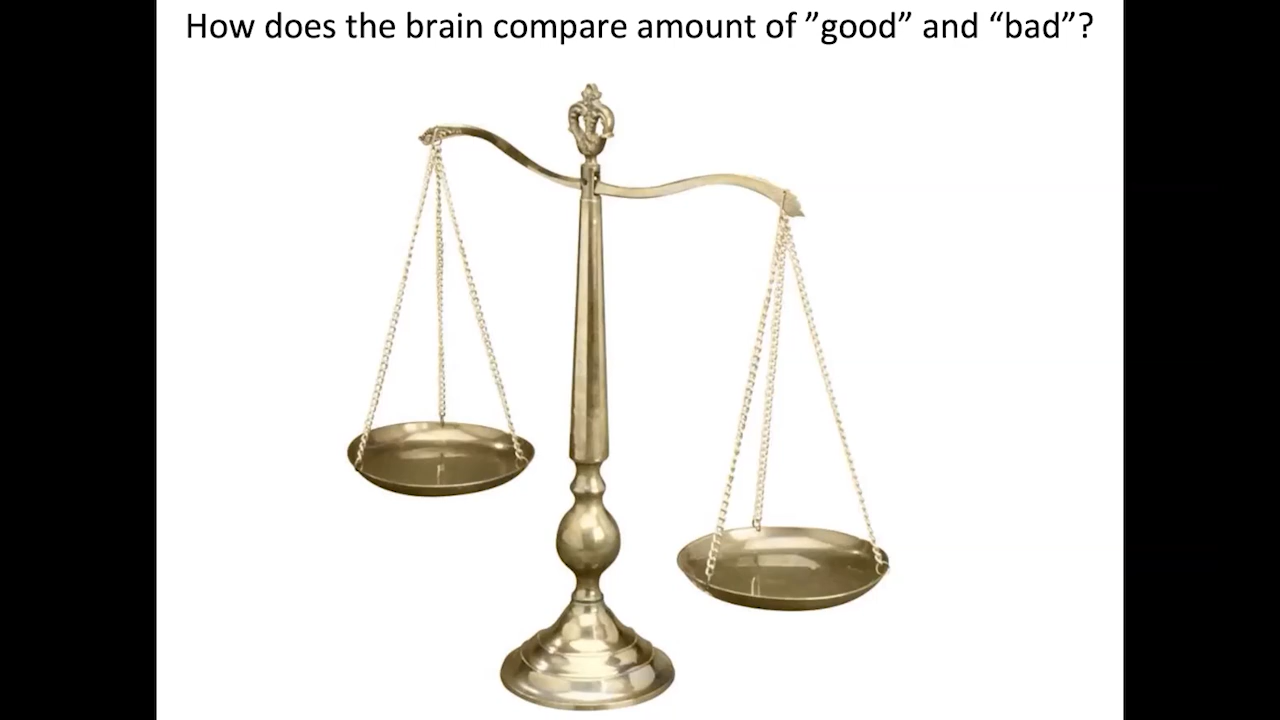 How does the brain compare amount of ”good” and “bad”?